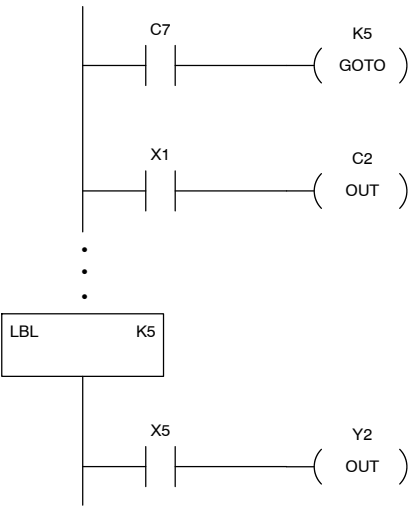 C7 K5
GOTO
X1 C2
OUT
LBL K5
X5 Y2
OUT